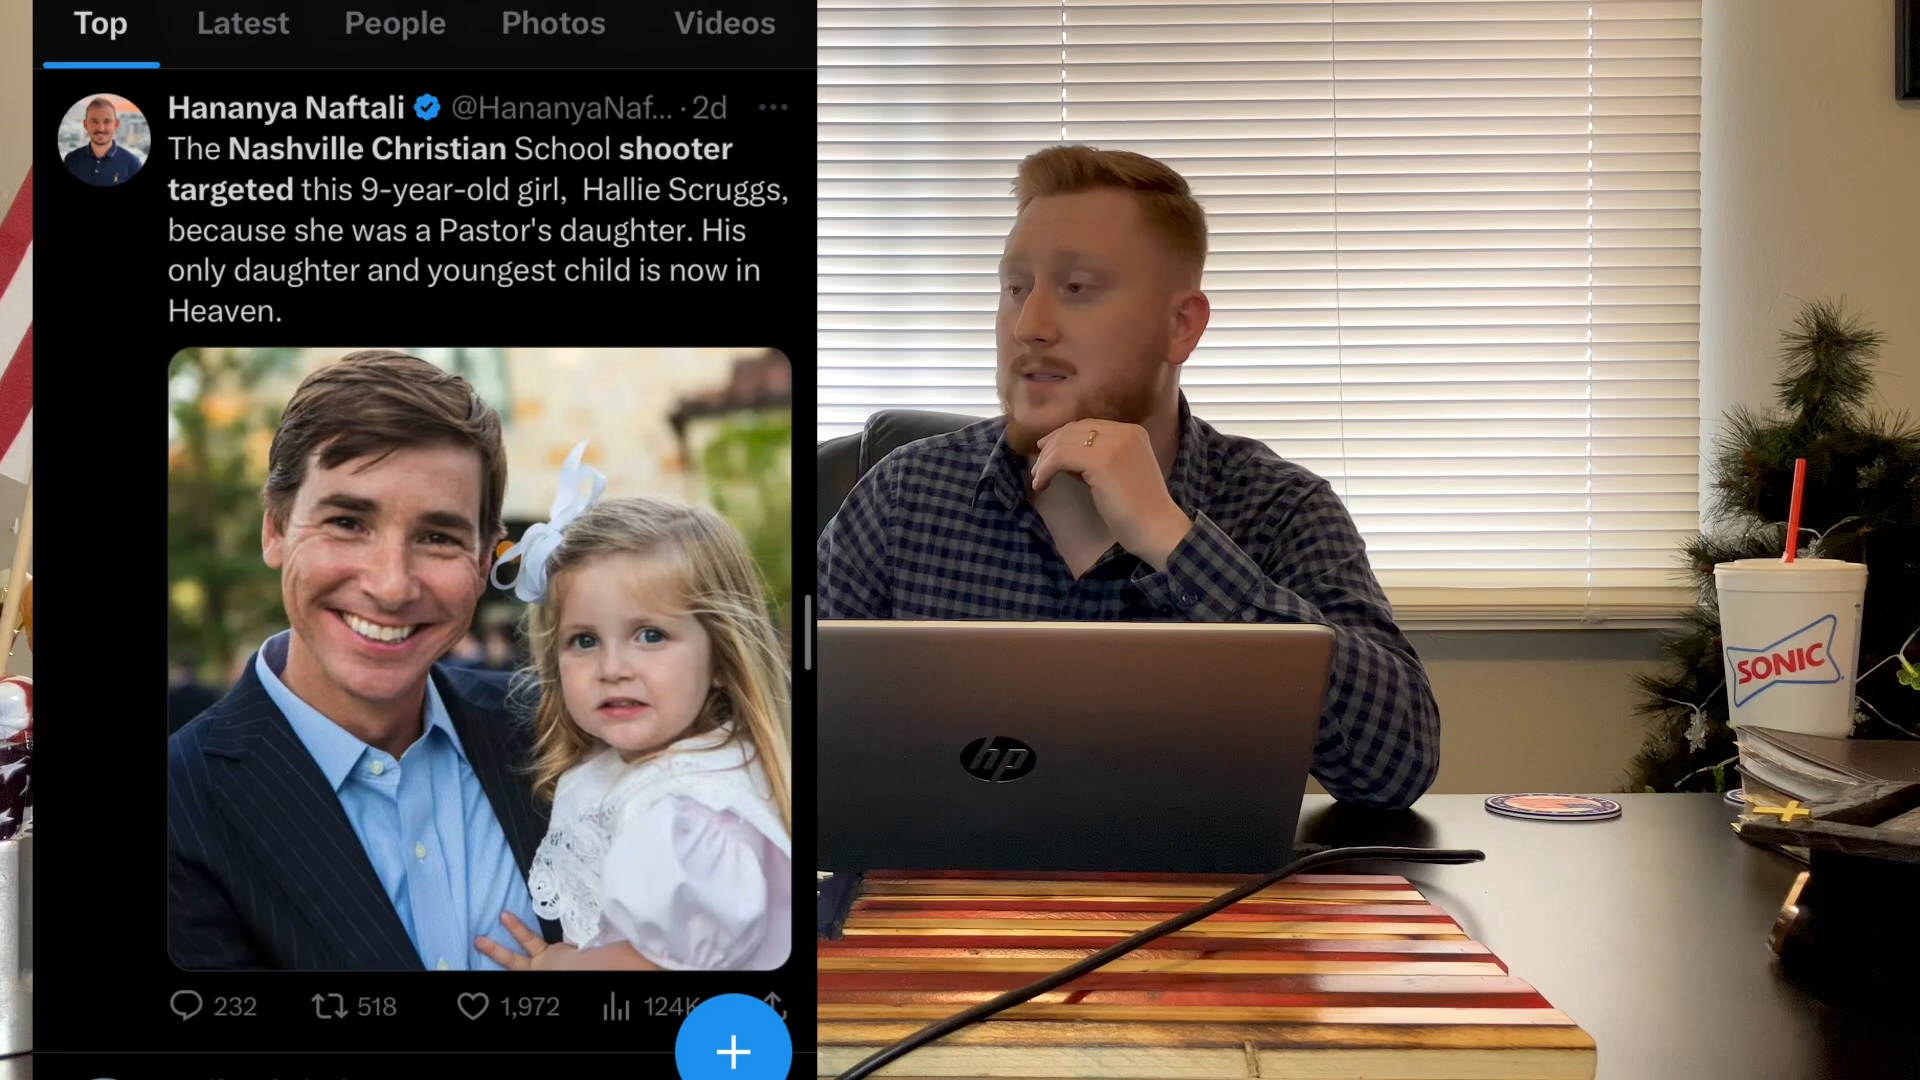 Top Latest People Photos Videos
Hananya Naftali @HananyaNaf... · 2d
The Nashville Christian School shooter
targeted this 9-year-old girl, Hallie Scruggs,
because she was a Pastor's daughter. His
only daughter and youngest child is now in
Heaven.
232 518 1,972 124K
hp
SONIC